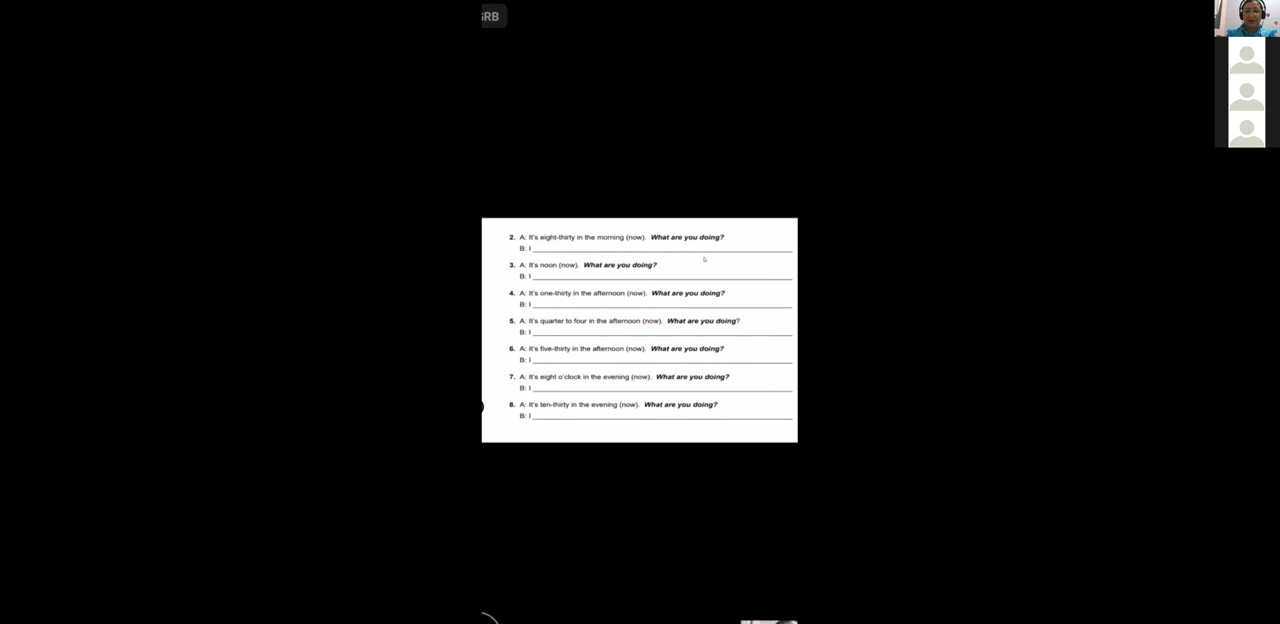 GRB
2. A: It's eight-thirty in the morning (now). What are you doing?
B: I
3. A: It's noon (now). What are you doing?
B: I
4. A: It's one-thirty in the afternoon (now). What are you doing?
B: I
5. A: It's quarter to four in the afternoon (now). What are you doing?
B: I
6. A: It's five-thirty in the afternoon (now). What are you doing?
B: I
7. A: It's eight o'clock in the evening (now). What are you doing?
B: I
8. A: It's ten-thirty in the evening (now). What are you doing?
B: I